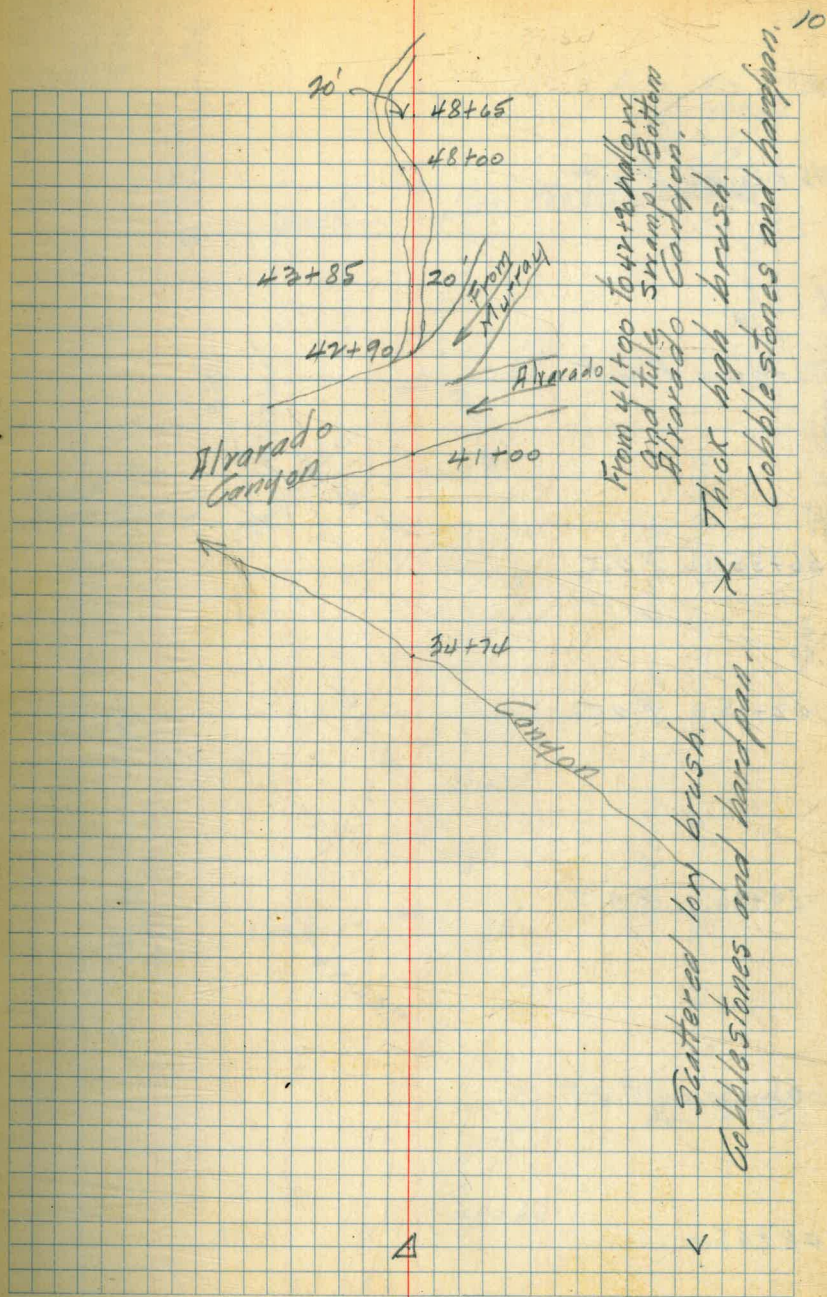 10
20'
48+65
48+00
43+85
20'
From
Murray
42+90
Alvarado
Alvarado
Canyon
41+00
34+74
Canyon
From 41+00 to 42+90 hallow
and tule swamp. Bottom
Alvarado Canyon.
Thick high brush.
Cobblestones and hardpan.
Scattered low brush.
Cobblestones and hardpan.